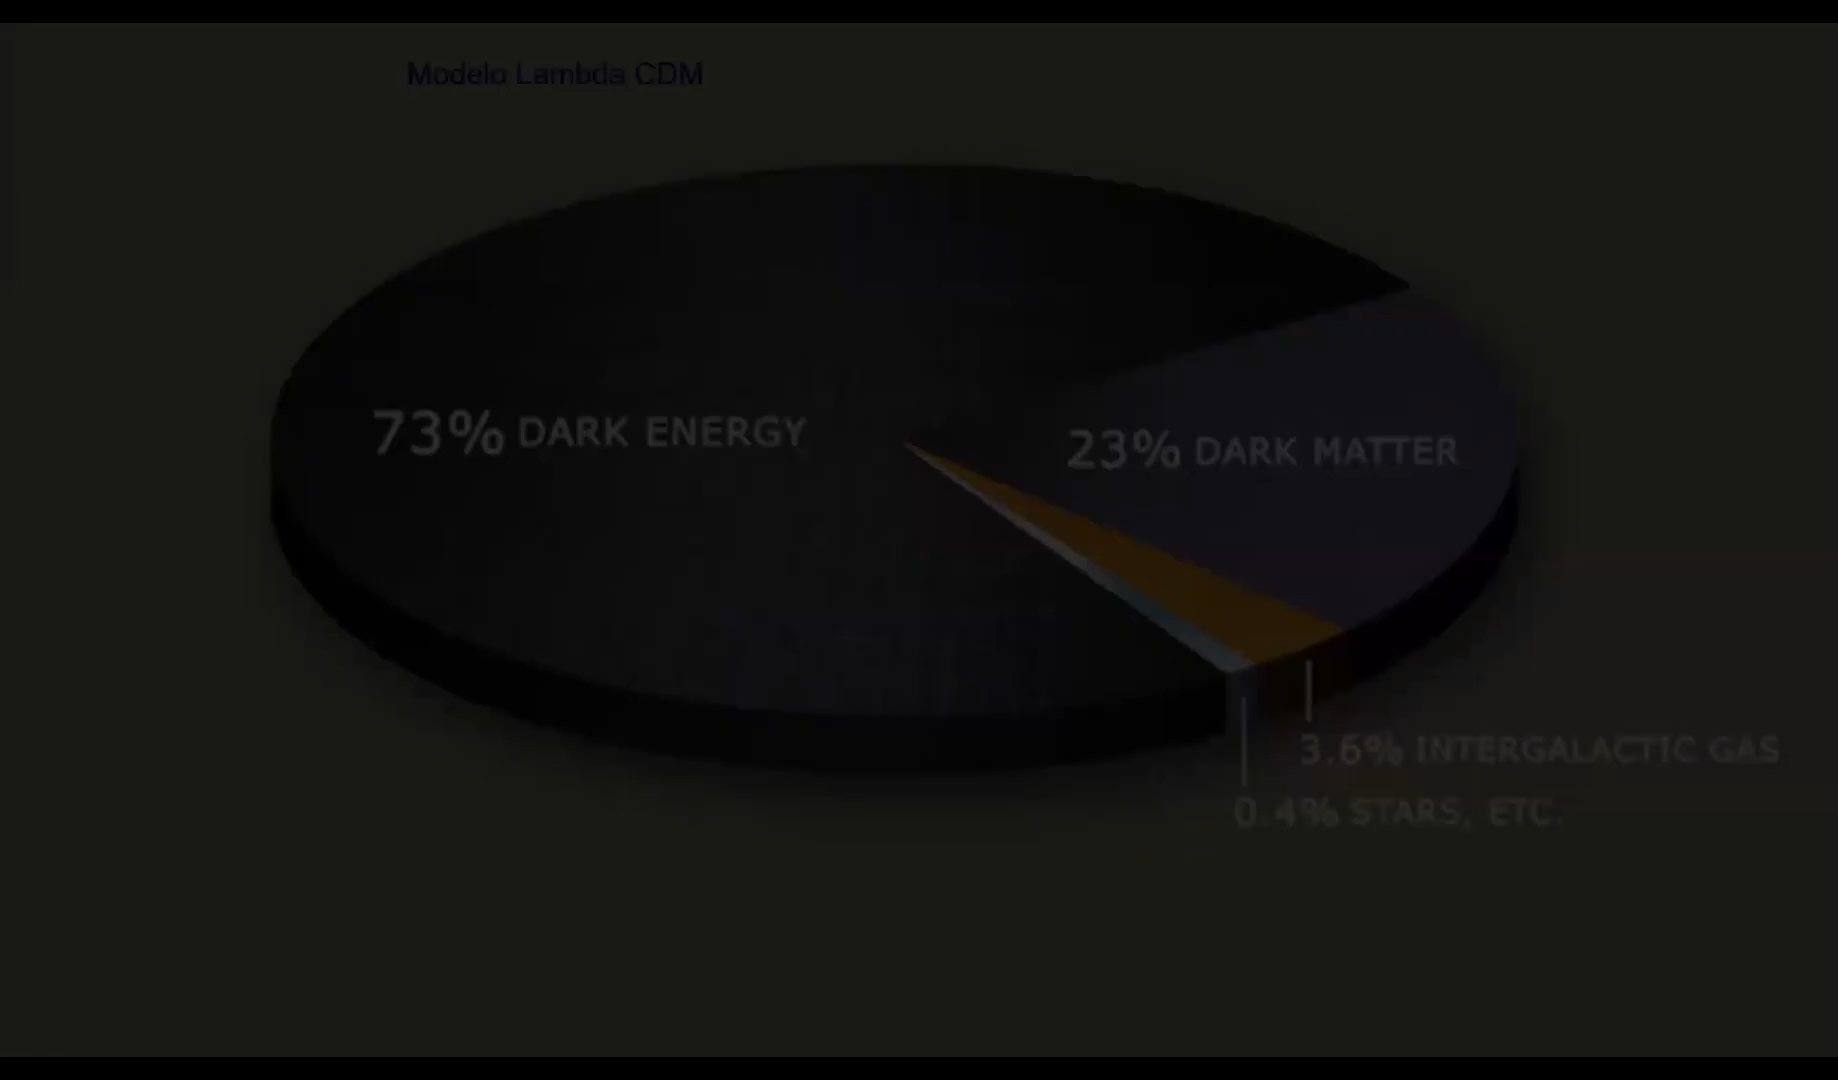 Modelo Lambda CDM
73% DARK ENERGY
23% DARK MATTER
3.6% INTERGALACTIC GAS
0.4% STARS, ETC.